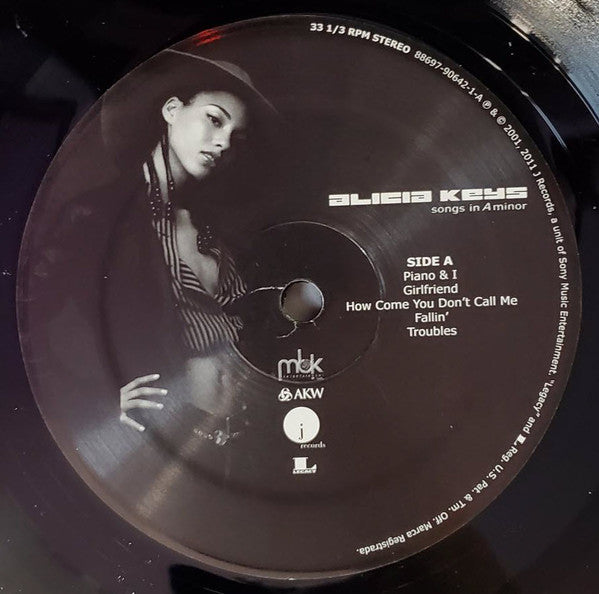 33 1/3 RPM STEREO 88697-90642-1-A ℗ & © 2001, 2011 J Records, a unit of Sony Music Entertainment. "Legacy" and L Reg. U.S. Pat. & Tm. Off. Marca Registrada.
alicia keys
songs in A minor
SIDE A
Piano & I
Girlfriend
How Come You Don't Call Me
Fallin'
Troubles
mbk
ENTERTAINMENT
AKW
j
records
L
LEGACY